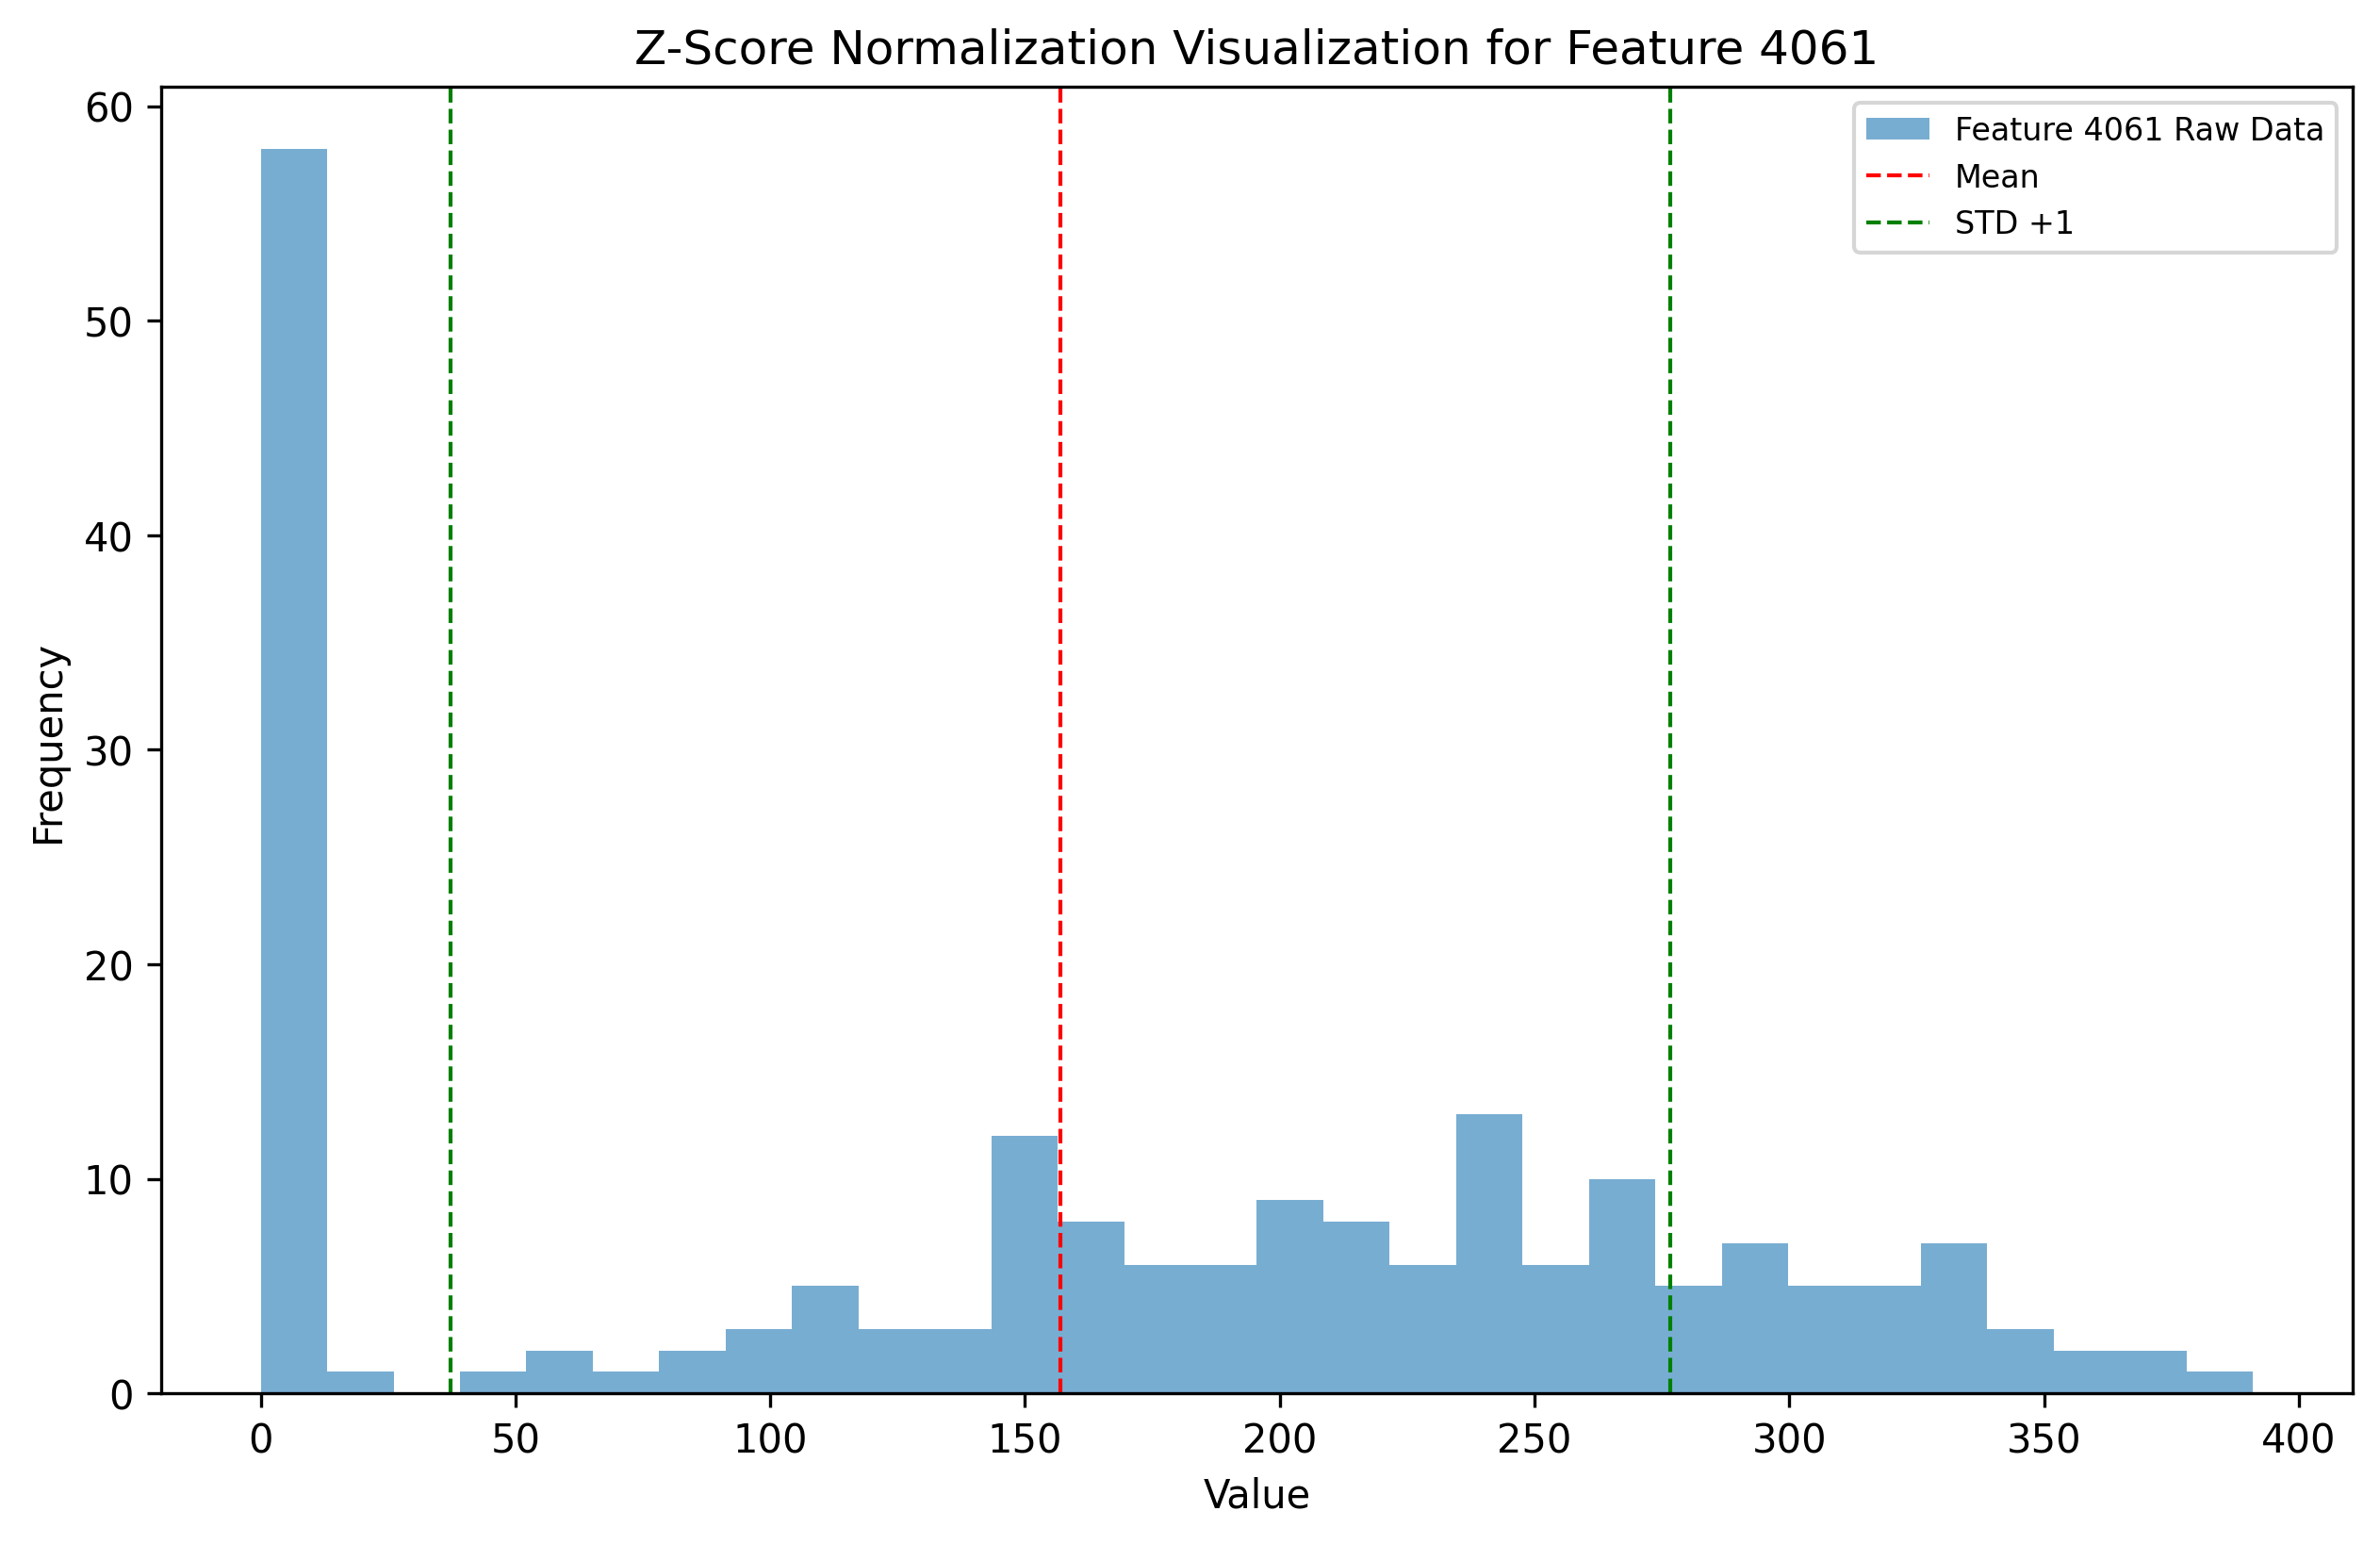 Z-Score Normalization Visualization for Feature 4061
Feature 4061 Raw Data
Mean
STD +1
60
50
40
30
20
10
0
Frequency
0 50 100 150 200 250 300 350 400
Value